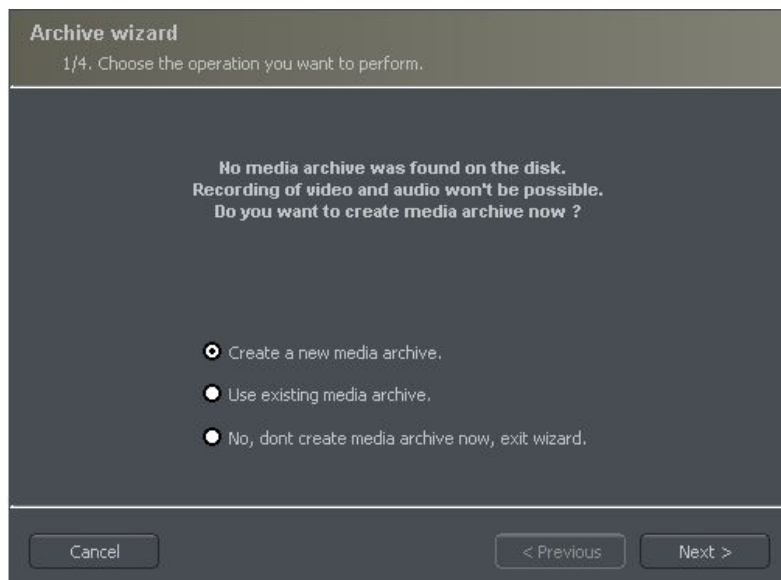 Archive wizard
1/4. Choose the operation you want to perform.
No media archive was found on the disk.
Recording of video and audio won't be possible.
Do you want to create media archive now ?
Create a new media archive.
Use existing media archive.
No, dont create media archive now, exit wizard.
Cancel
< Previous
Next >